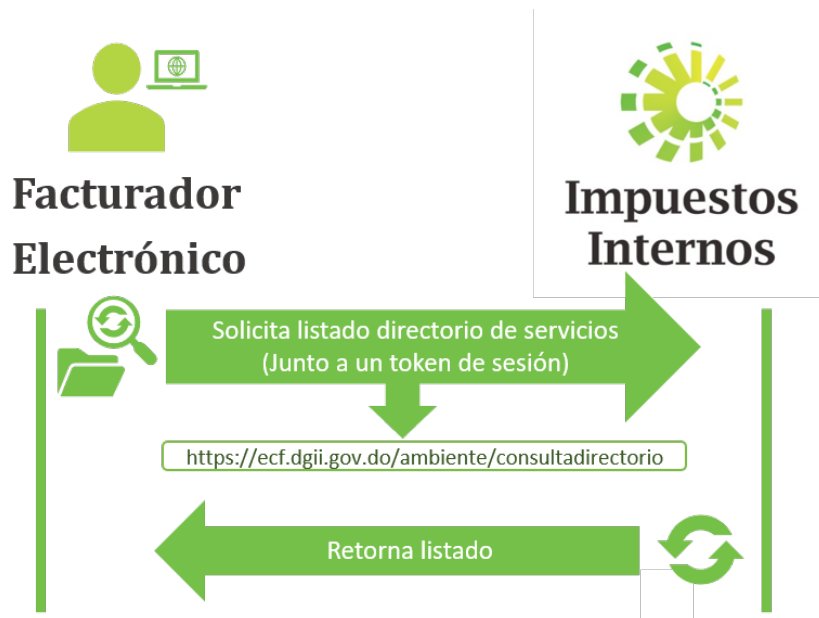 Facturador
Electrónico
Impuestos
Internos
Solicita listado directorio de servicios
(Junto a un token de sesión)
https://ecf.dgii.gov.do/ambiente/consultadirectorio
Retorna listado